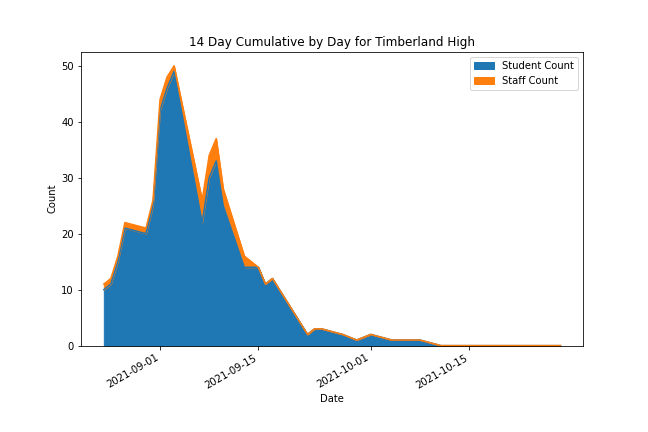 14 Day Cumulative by Day for Timberland High
Student Count
Staff Count
50
40
30
20
10
0
Count
2021-09-01
2021-09-15
2021-10-01
2021-10-15
Date